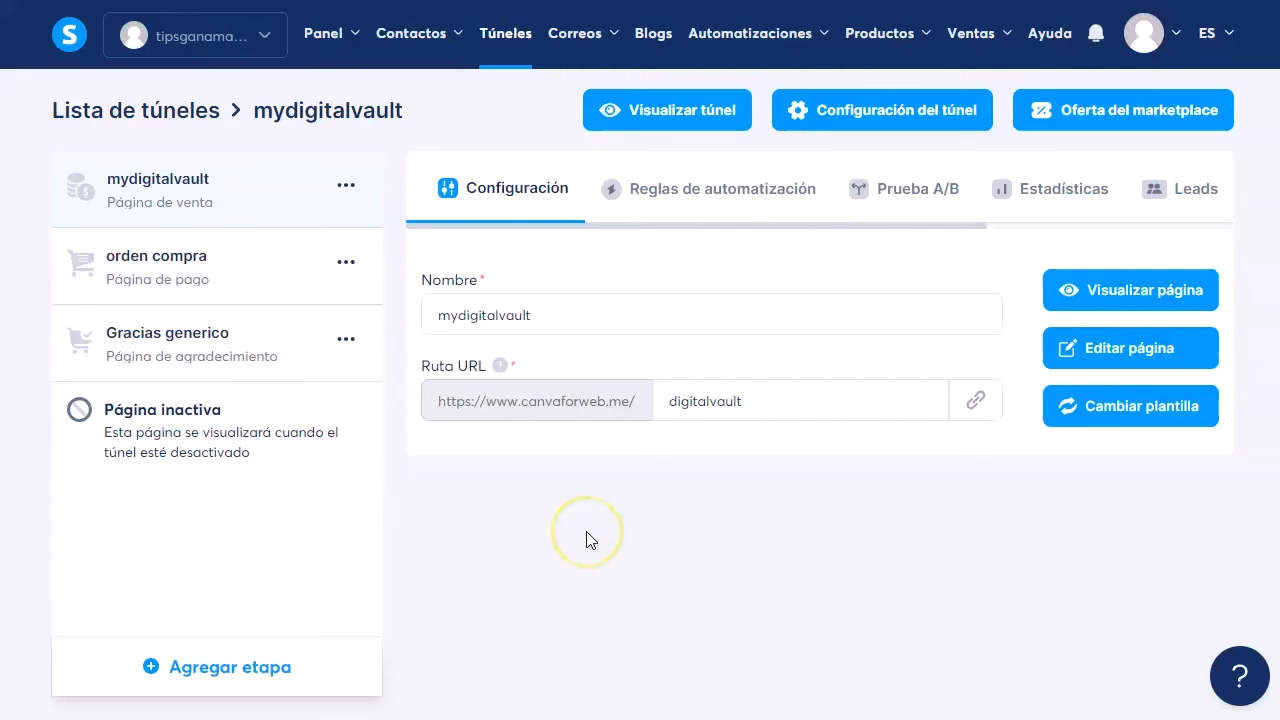 S tipsganama... Panel Contactos Túneles Correos Blogs Automatizaciones Productos Ventas Ayuda ES
Lista de túneles > mydigitalvault
Visualizar túnel
Configuración del túnel
Oferta del marketplace
mydigitalvault
Página de venta
orden compra
Página de pago
Gracias generico
Página de agradecimiento
Página inactiva
Esta página se visualizará cuando el
túnel esté desactivado
Agregar etapa
Configuración
Reglas de automatización
Prueba A/B
Estadísticas
Leads
Nombre*
mydigitalvault
Ruta URL ? *
https://www.canvaforweb.me/ digitalvault
Visualizar página
Editar página
Cambiar plantilla
?